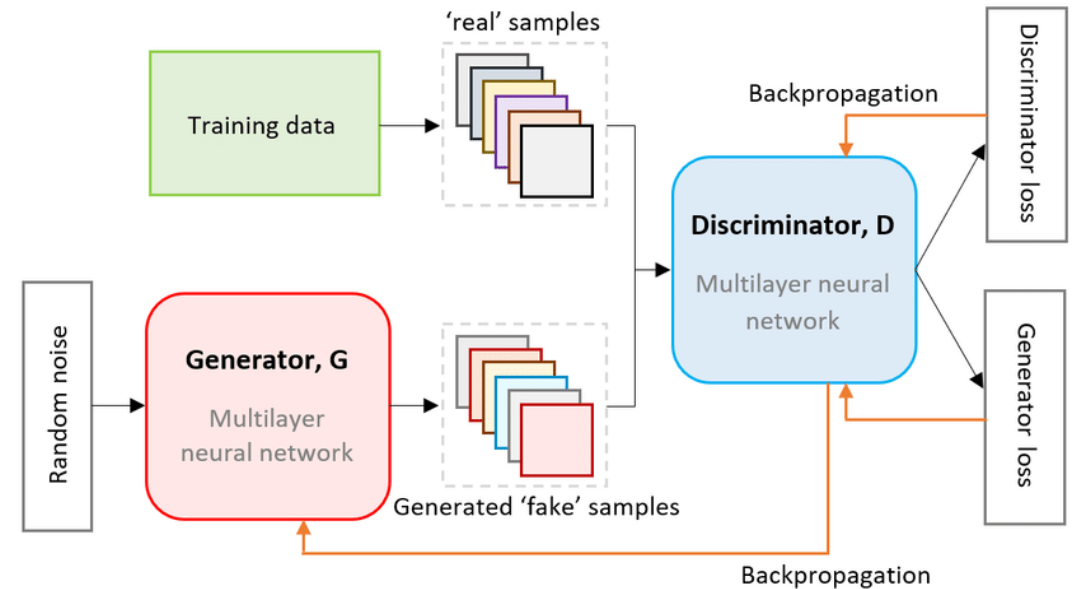 ‘real’ samples
Training data
Backpropagation
Discriminator loss
Discriminator, D
Multilayer neural
network
Random noise
Generator, G
Multilayer
neural network
Generated ‘fake’ samples
Generator loss
Backpropagation